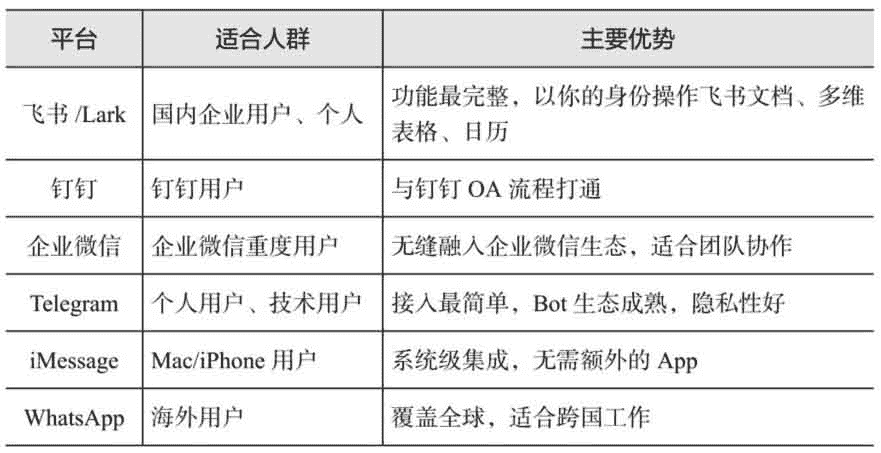 平台 适合人群 主要优势
飞书/Lark 国内企业用户、个人 功能最完整，以你的身份操作飞书文档、多维
表格、日历
钉钉 钉钉用户 与钉钉 OA 流程打通
企业微信 企业微信重度用户 无缝融入企业微信生态，适合团队协作
Telegram 个人用户、技术用户 接入最简单，Bot 生态成熟，隐私性好
iMessage Mac/iPhone 用户 系统级集成，无需额外的 App
WhatsApp 海外用户 覆盖全球，适合跨国工作